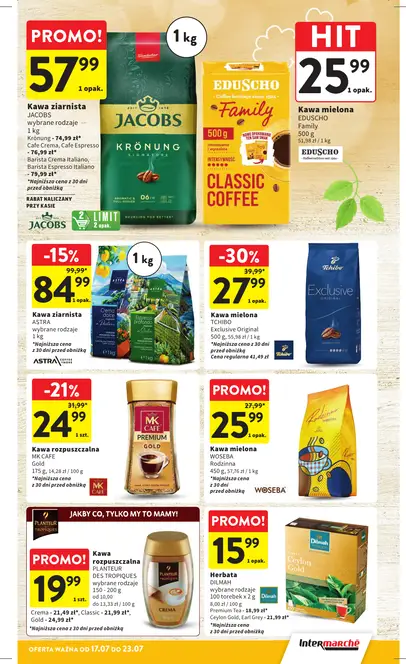 PROMO!
57 99
1 opak.
1 kg
Kawa ziarnista
JACOBS
wybrane rodzaje
1 kg
Krönung - 74,99 zł*
Cafe Crema, Cafe Espresso
- 76,99 zł*
Barista Crema Italiano,
Barista Espresso Italiano
- 79,99 zł*
*Najniższa cena z 30 dni
przed obniżką
RABAT NALICZANY
PRZY KASIE
JACOBS
2 LIMIT
2 opak.
JACOBS
KRÖNUNG
EDUSCHO
Family
500 g
CLASSIC
COFFEE
HIT
25 99
1 opak.
Kawa mielona
EDUSCHO
Family
500 g
51,98 zł / 1 kg
EDUSCHO
-15%
99,99*
84 99
1 opak.
1 kg
Kawa ziarnista
ASTRA
wybrane rodzaje
1 kg
*Najniższa cena
z 30 dni
przed obniżką
ASTRA
-30%
39,99*
27 99
1 opak.
Kawa mielona
TCHIBO
Exclusive Original
500 g, 55,98 zł / 1 kg
*Najniższa cena z 30 dni
przed obniżką
Cena regularna 41,49 zł
Tchibo
Tchibo
Exclusive
ORIGINAL
-21%
31,99*
24 99
1 szt.
Kawa rozpuszczalna
MK CAFE
Gold
175 g, 14,28 zł / 100 g
*Najniższa cena
z 30 dni przed obniżką
MK
CAFE
MK
CAFE
PREMIUM
GOLD
PROMO!
27,99*
25 99
1 opak.
Kawa mielona
WOSEBA
Rodzinna
450 g, 57,76 zł / 1 kg
*Najniższa cena
z 30 dni przed obniżką
WOSEBA
Rodzinna
PLANTEUR
JAKBY CO, TYLKO MY TO MAMY!
PROMO!
19 99
1 szt.
Kawa
rozpuszczalna
PLANTEUR
DES TROPIQUES
wybrane rodzaje
150 - 200 g
od 10,00
do 13,33 zł / 100 g
Crema - 21,49 zł*, Classic - 21,99 zł*,
Gold - 24,99 zł*
*Najniższa cena z 30 dni przed obniżką
PLANTEUR
CREMA
PROMO!
15 99
1 opak.
Herbata
DILMAH
wybrane rodzaje
100 torebek x 2 g
8,00 zł / 100 g
Premium Tea - 18,99 zł*
Ceylon Gold, Earl Grey - 21,99 zł*
*Najniższa cena z 30 dni przed obniżką
Dilmah
Dilmah
Ceylon
Gold
OFERTA WAŻNA OD 17.07 DO 23.07
Intermarché